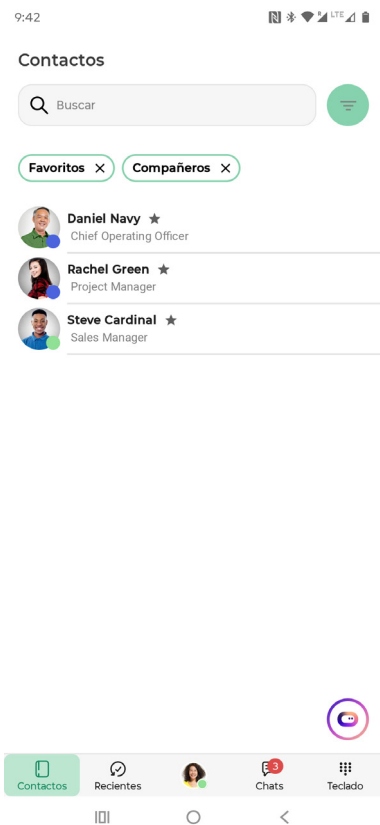 9:42
R
LTE
Contactos
Buscar
Favoritos
Compañeros
Daniel Navy
Chief Operating Officer
Rachel Green
Project Manager
Steve Cardinal
Sales Manager
3
Contactos
Recientes
Chats
Teclado